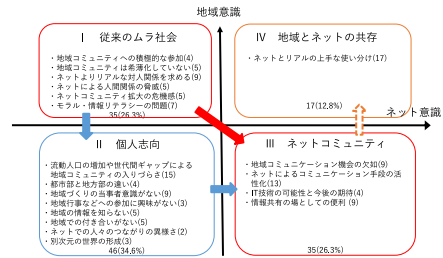 地域意識
Ⅰ 従来のムラ社会
・地域コミュニティへの積極的な参加(4)
・地域コミュニティは希薄化していない(5)
・ネットよりリアルな対人関係を求める(9)
・ネットによる人間関係の脅威(5)
・ネットコミュニティ拡大の危機感(5)
・モラル・情報リテラシーの問題(7)
35(26.3%)
Ⅳ 地域とネットの共存
・ネットとリアルの上手な使い分け(17)
17(12.8%)
ネット意識
Ⅱ 個人志向
・流動人口の増加や世代間ギャップによる
地域コミュニティの入りづらさ(15)
・都市部と地方部の違い(4)
・地域づくりの当事者意識がない(9)
・地域行事などへの参加に興味がない(3)
・地域の情報を知らない(5)
・地域での付き合いがない(5)
・ネットでの人々のつながりの異様さ(2)
・別次元の世界の形成(3)
46(34.6%)
Ⅲ ネットコミュニティ
・地域コミュニケーション機会の欠如(9)
・ネットによるコミュニケーション手段の活
性化(13)
・IT技術の可能性と今後の期待(4)
・情報共有の場としての便利 (9)
35(26.3%)